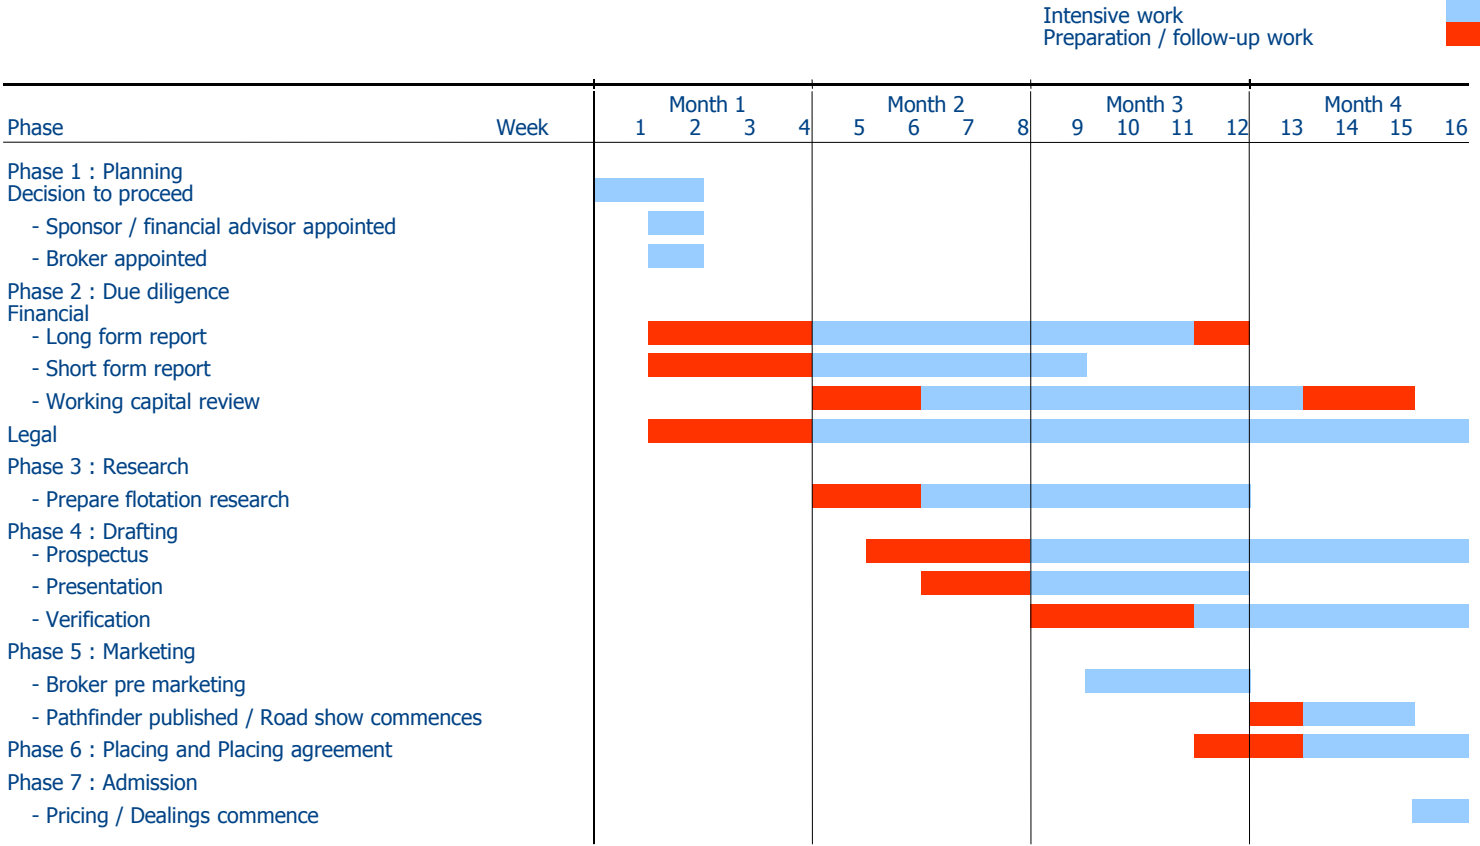 Intensive work
Preparation / follow-up work
Month 1 Month 2 Month 3 Month 4
Phase Week 1 2 3 4 5 6 7 8 9 10 11 12 13 14 15 16
Phase 1 : Planning
Decision to proceed
- Sponsor / financial advisor appointed
- Broker appointed
Phase 2 : Due diligence
Financial
- Long form report
- Short form report
- Working capital review
Legal
Phase 3 : Research
- Prepare flotation research
Phase 4 : Drafting
- Prospectus
- Presentation
- Verification
Phase 5 : Marketing
- Broker pre marketing
- Pathfinder published / Road show commences
Phase 6 : Placing and Placing agreement
Phase 7 : Admission
- Pricing / Dealings commence